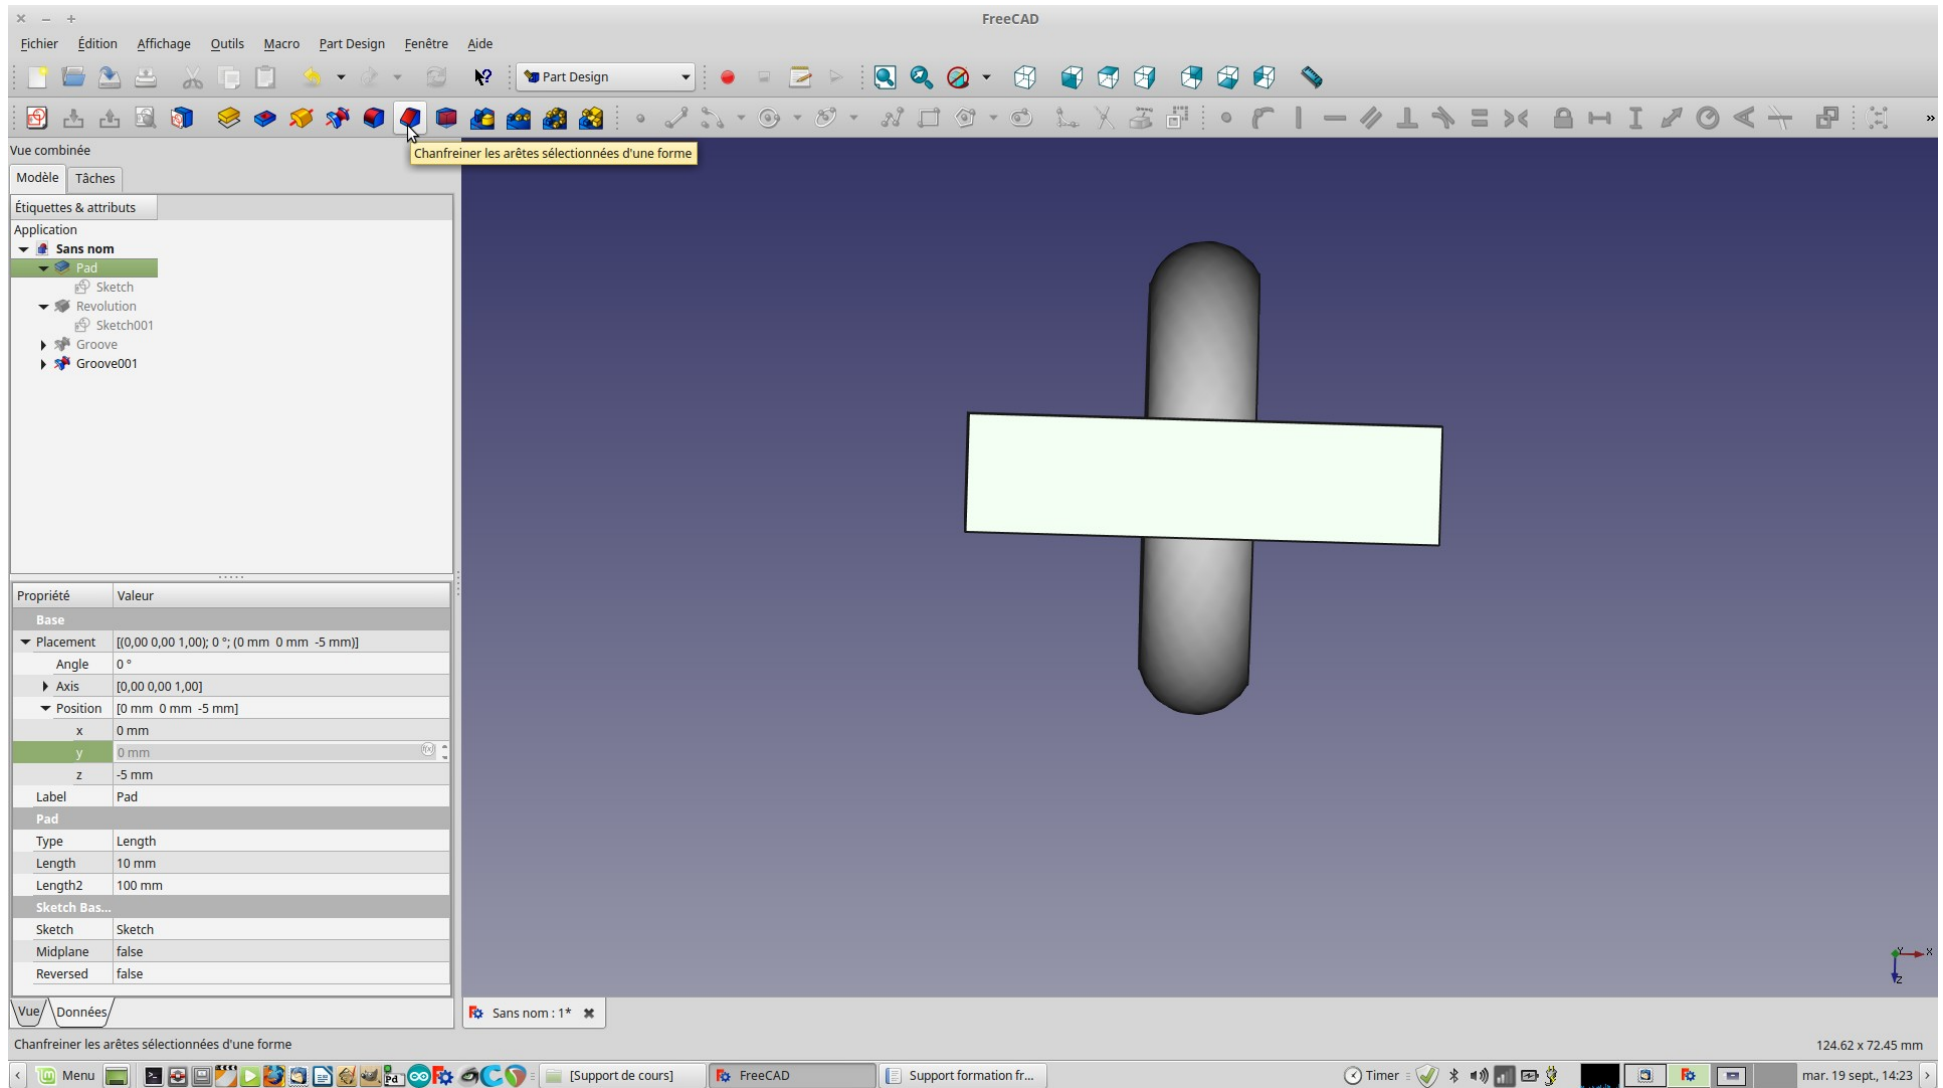 FreeCAD
Fichier Édition Affichage Outils Macro Part Design Fenêtre Aide
Part Design
Vue combinée
Chanfreiner les arêtes sélectionnées d'une forme
Modèle Tâches
Étiquettes & attributs
Application
Sans nom
Pad
Sketch
Revolution
Sketch001
Groove
Groove001
Propriété Valeur
Base
Placement [(0,00 0,00 1,00); 0 °; (0 mm 0 mm -5 mm)]
Angle 0 °
Axis [0,00 0,00 1,00]
Position [0 mm 0 mm -5 mm]
x 0 mm
y 0 mm
z -5 mm
Label Pad
Pad
Type Length
Length 10 mm
Length2 100 mm
Sketch Bas...
Sketch Sketch
Midplane false
Reversed false
Y X
Z
Vue Données
Sans nom : 1*
Chanfreiner les arêtes sélectionnées d'une forme
124.62 x 72.45 mm
Menu Pd [Support de cours] FreeCAD Support formation fr... Timer mar. 19 sept., 14:23